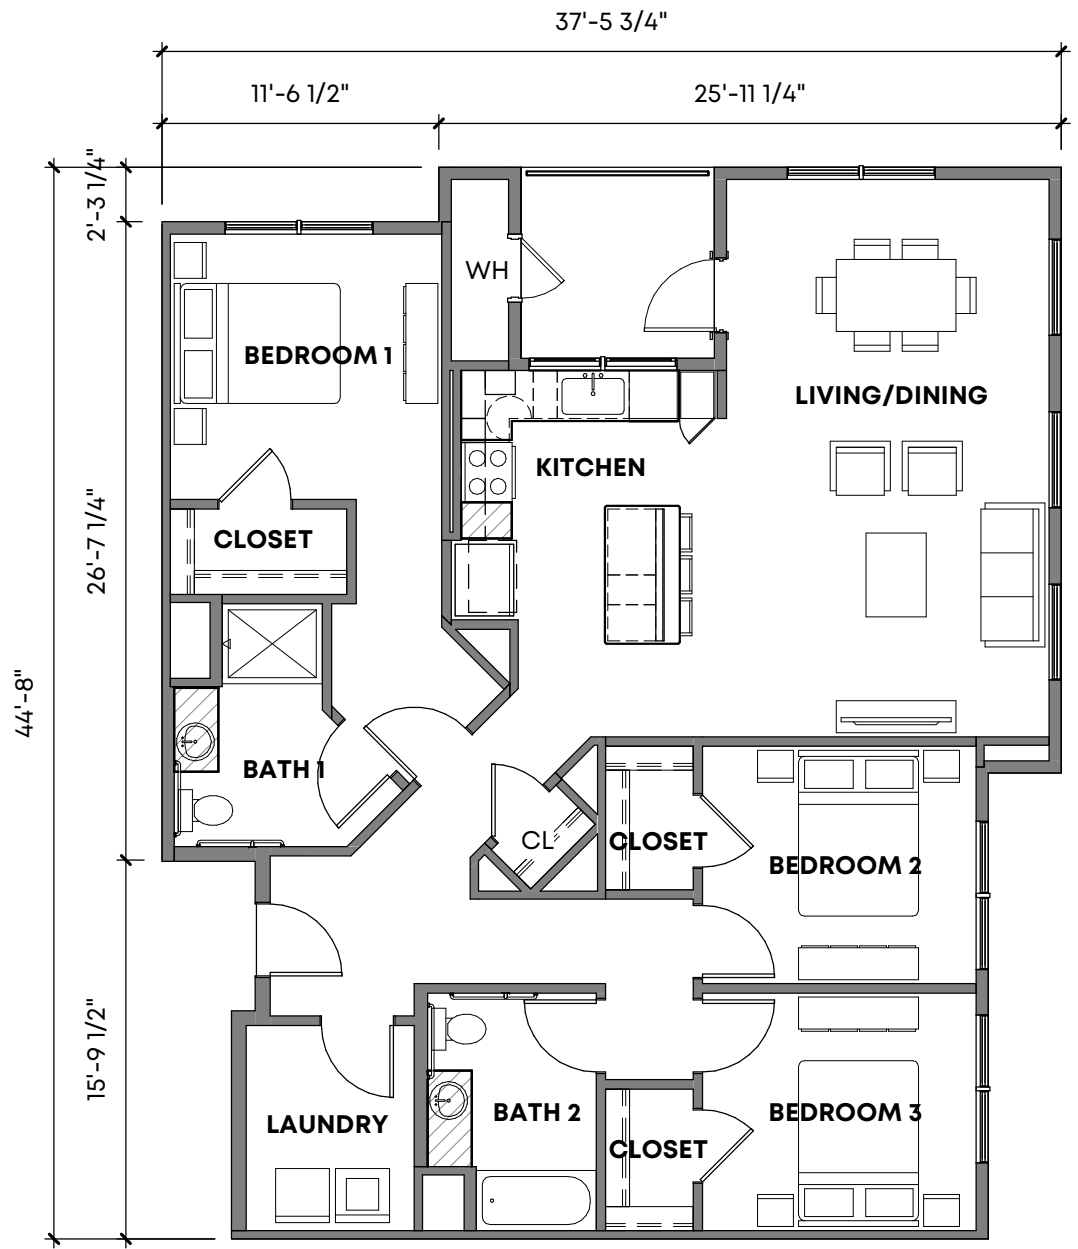 37'-5 3/4"
11'-6 1/2"
25'-11 1/4"
2'-3 1/4"
WH
BEDROOM 1
LIVING/DINING
KITCHEN
26'-7 1/4"
CLOSET
44'-8"
BATH 1
CL
CLOSET
BEDROOM 2
15'-9 1/2"
LAUNDRY
BATH 2
BEDROOM 3
CLOSET